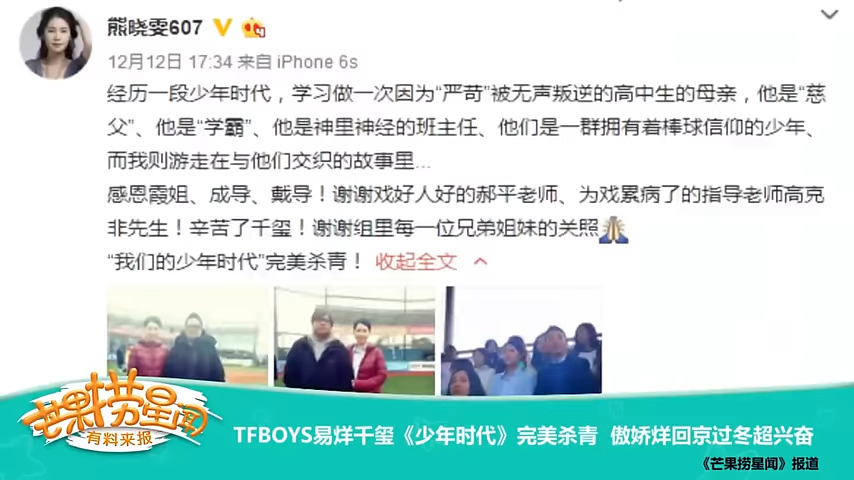 熊晓雯607
12月12日 17:34 来自 iPhone 6s
经历一段少年时代，学习做一次因为“严苛”被无声叛逆的高中生的母亲，他是“慈
父”、他是“学霸”、他是神里神经的班主任、他们是一群拥有着棒球信仰的少年、
而我则游走在与他们交织的故事里...
感恩霞姐、成导、戴导！谢谢戏好人好的郝平老师、为戏累病了的指导老师高克
非先生！辛苦了千玺！谢谢组里每一位兄弟姐妹的关照
“我们的少年时代”完美杀青！ 收起全文
芒果捞星闻
有料来报
TFBOYS易烊千玺《少年时代》完美杀青 傲娇烊回京过冬超兴奋
《芒果捞星闻》报道